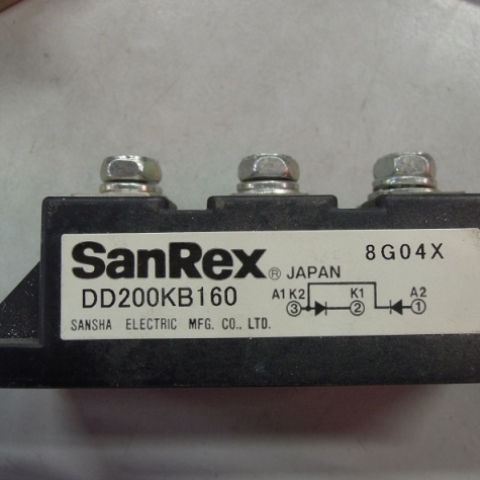 SanRex® JAPAN 8G04X
DD200KB160
A1 K2 K1 A2
③ ② ①
SANSHA ELECTRIC MFG. CO., LTD.